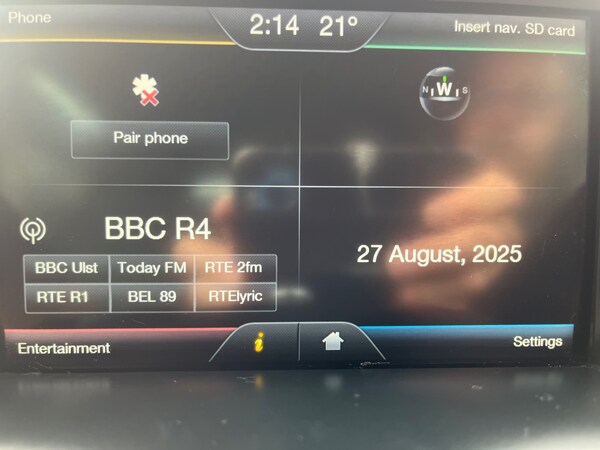 Phone
2:14 21°
Insert nav. SD card
Pair phone
N W S
BBC R4
BBC Ulst Today FM RTE 2fm
RTE R1 BEL 89 RTElyric
27 August, 2025
Entertainment
i
Settings